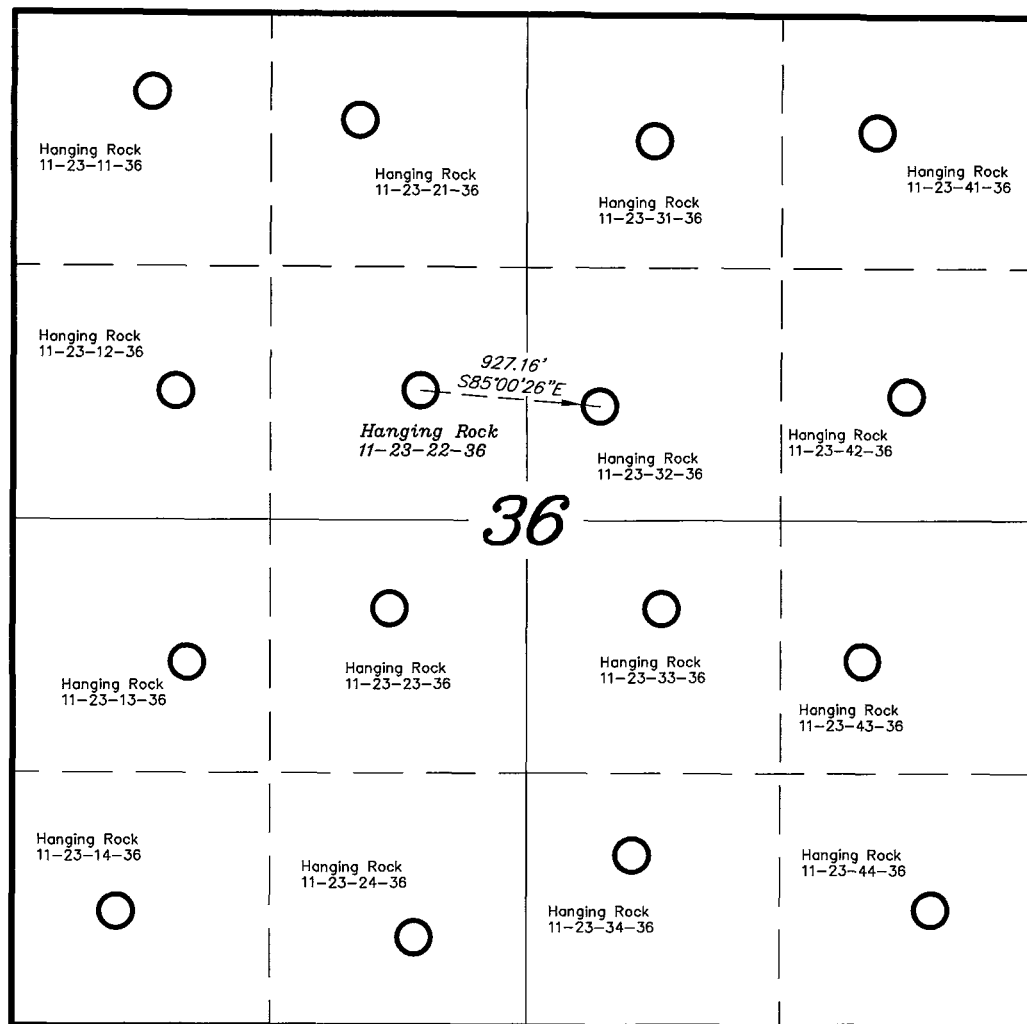 Hanging Rock
11-23-11-36
Hanging Rock
11-23-21-36
Hanging Rock
11-23-31-36
Hanging Rock
11-23-41-36
Hanging Rock
11-23-12-36
927.16'
S85°00'26"E
Hanging Rock
11-23-22-36
Hanging Rock
11-23-32-36
Hanging Rock
11-23-42-36
36
Hanging Rock
11-23-13-36
Hanging Rock
11-23-23-36
Hanging Rock
11-23-33-36
Hanging Rock
11-23-43-36
Hanging Rock
11-23-14-36
Hanging Rock
11-23-24-36
Hanging Rock
11-23-34-36
Hanging Rock
11-23-44-36